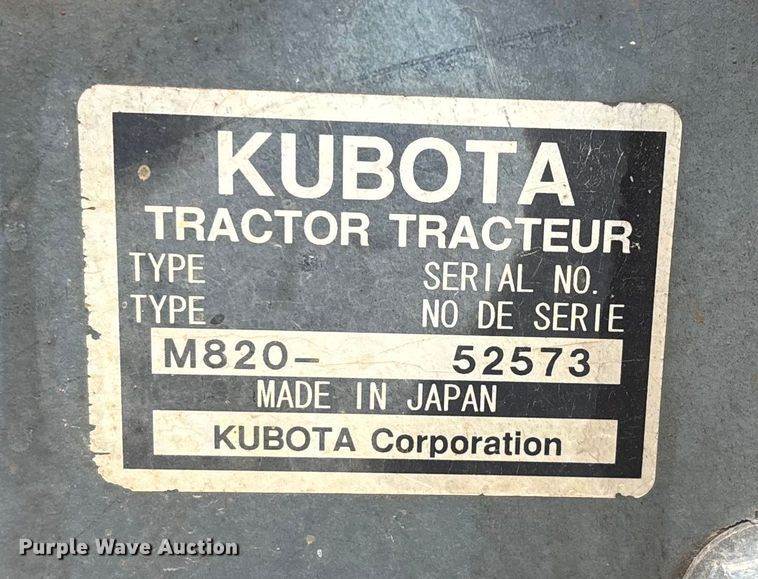 KUBOTA
TRACTOR TRACTEUR
TYPE SERIAL NO.
TYPE NO DE SERIE
M820- 52573
MADE IN JAPAN
KUBOTA Corporation
Purple Wave Auction